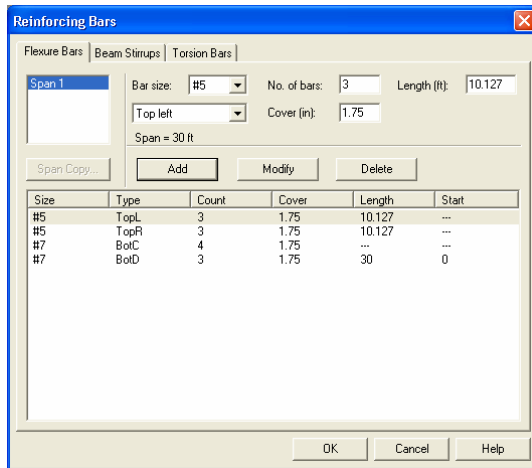 Reinforcing Bars
Flexure Bars Beam Stirrups Torsion Bars
Span 1 Bar size: #5 No. of bars: 3 Length (ft): 10.127
Top left Cover (in): 1.75
Span = 30 ft
Span Copy... Add Modify Delete
Size Type Count Cover Length Start
#5 TopL 3 1.75 10.127 ---
#5 TopR 3 1.75 10.127 ---
#7 BotC 4 1.75 --- ---
#7 BotD 3 1.75 30 0
OK Cancel Help